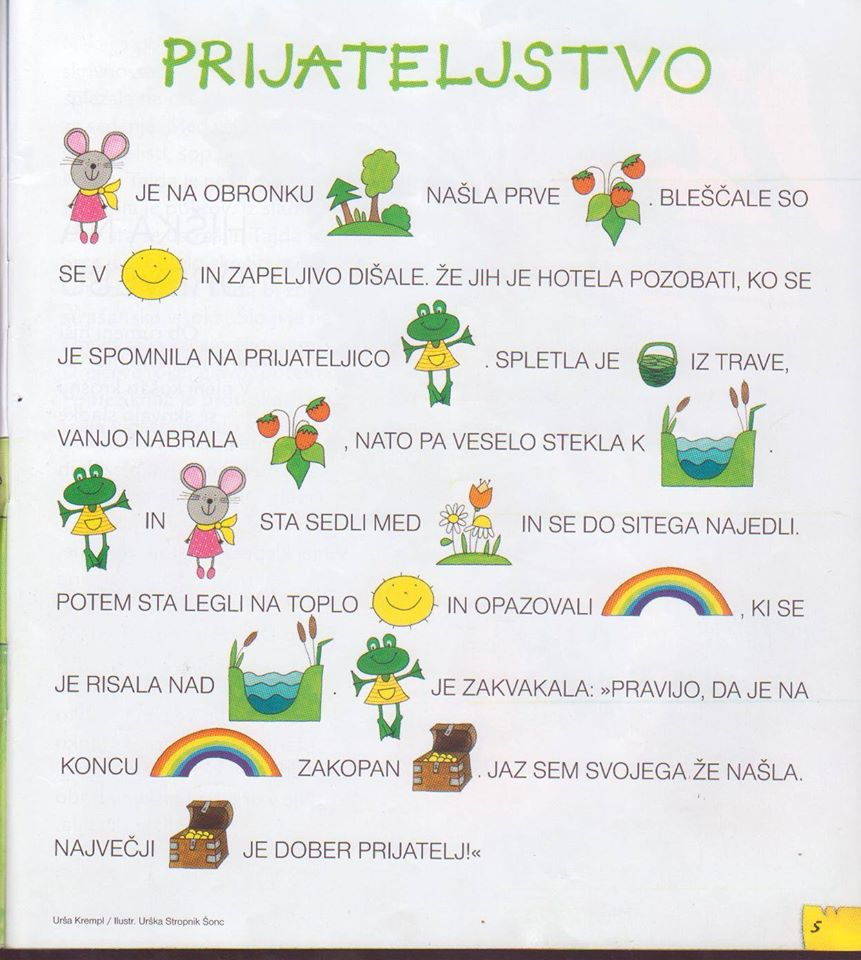 PRIJATELJSTVO
JE NA OBRONKU NAŠLA PRVE . BLEŠČALE SO
SE V IN ZAPELJIVO DIŠALE. ŽE JIH JE HOTELA POZOBATI, KO SE
JE SPOMNILA NA PRIJATELJICO . SPLETLA JE IZ TRAVE,
VANJO NABRALA , NATO PA VESELO STEKLA K .
IN STA SEDLI MED IN SE DO SITEGA NAJEDLI.
POTEM STA LEGLI NA TOPLO IN OPAZOVALI , KI SE
JE RISALA NAD . JE ZAKVAKALA: »PRAVIJO, DA JE NA
KONCU ZAKOPAN . JAZ SEM SVOJEGA ŽE NAŠLA.
NAJVEČJI JE DOBER PRIJATELJ!«
Urša Krempl / Ilustr. Urška Stropnik Šonc
5